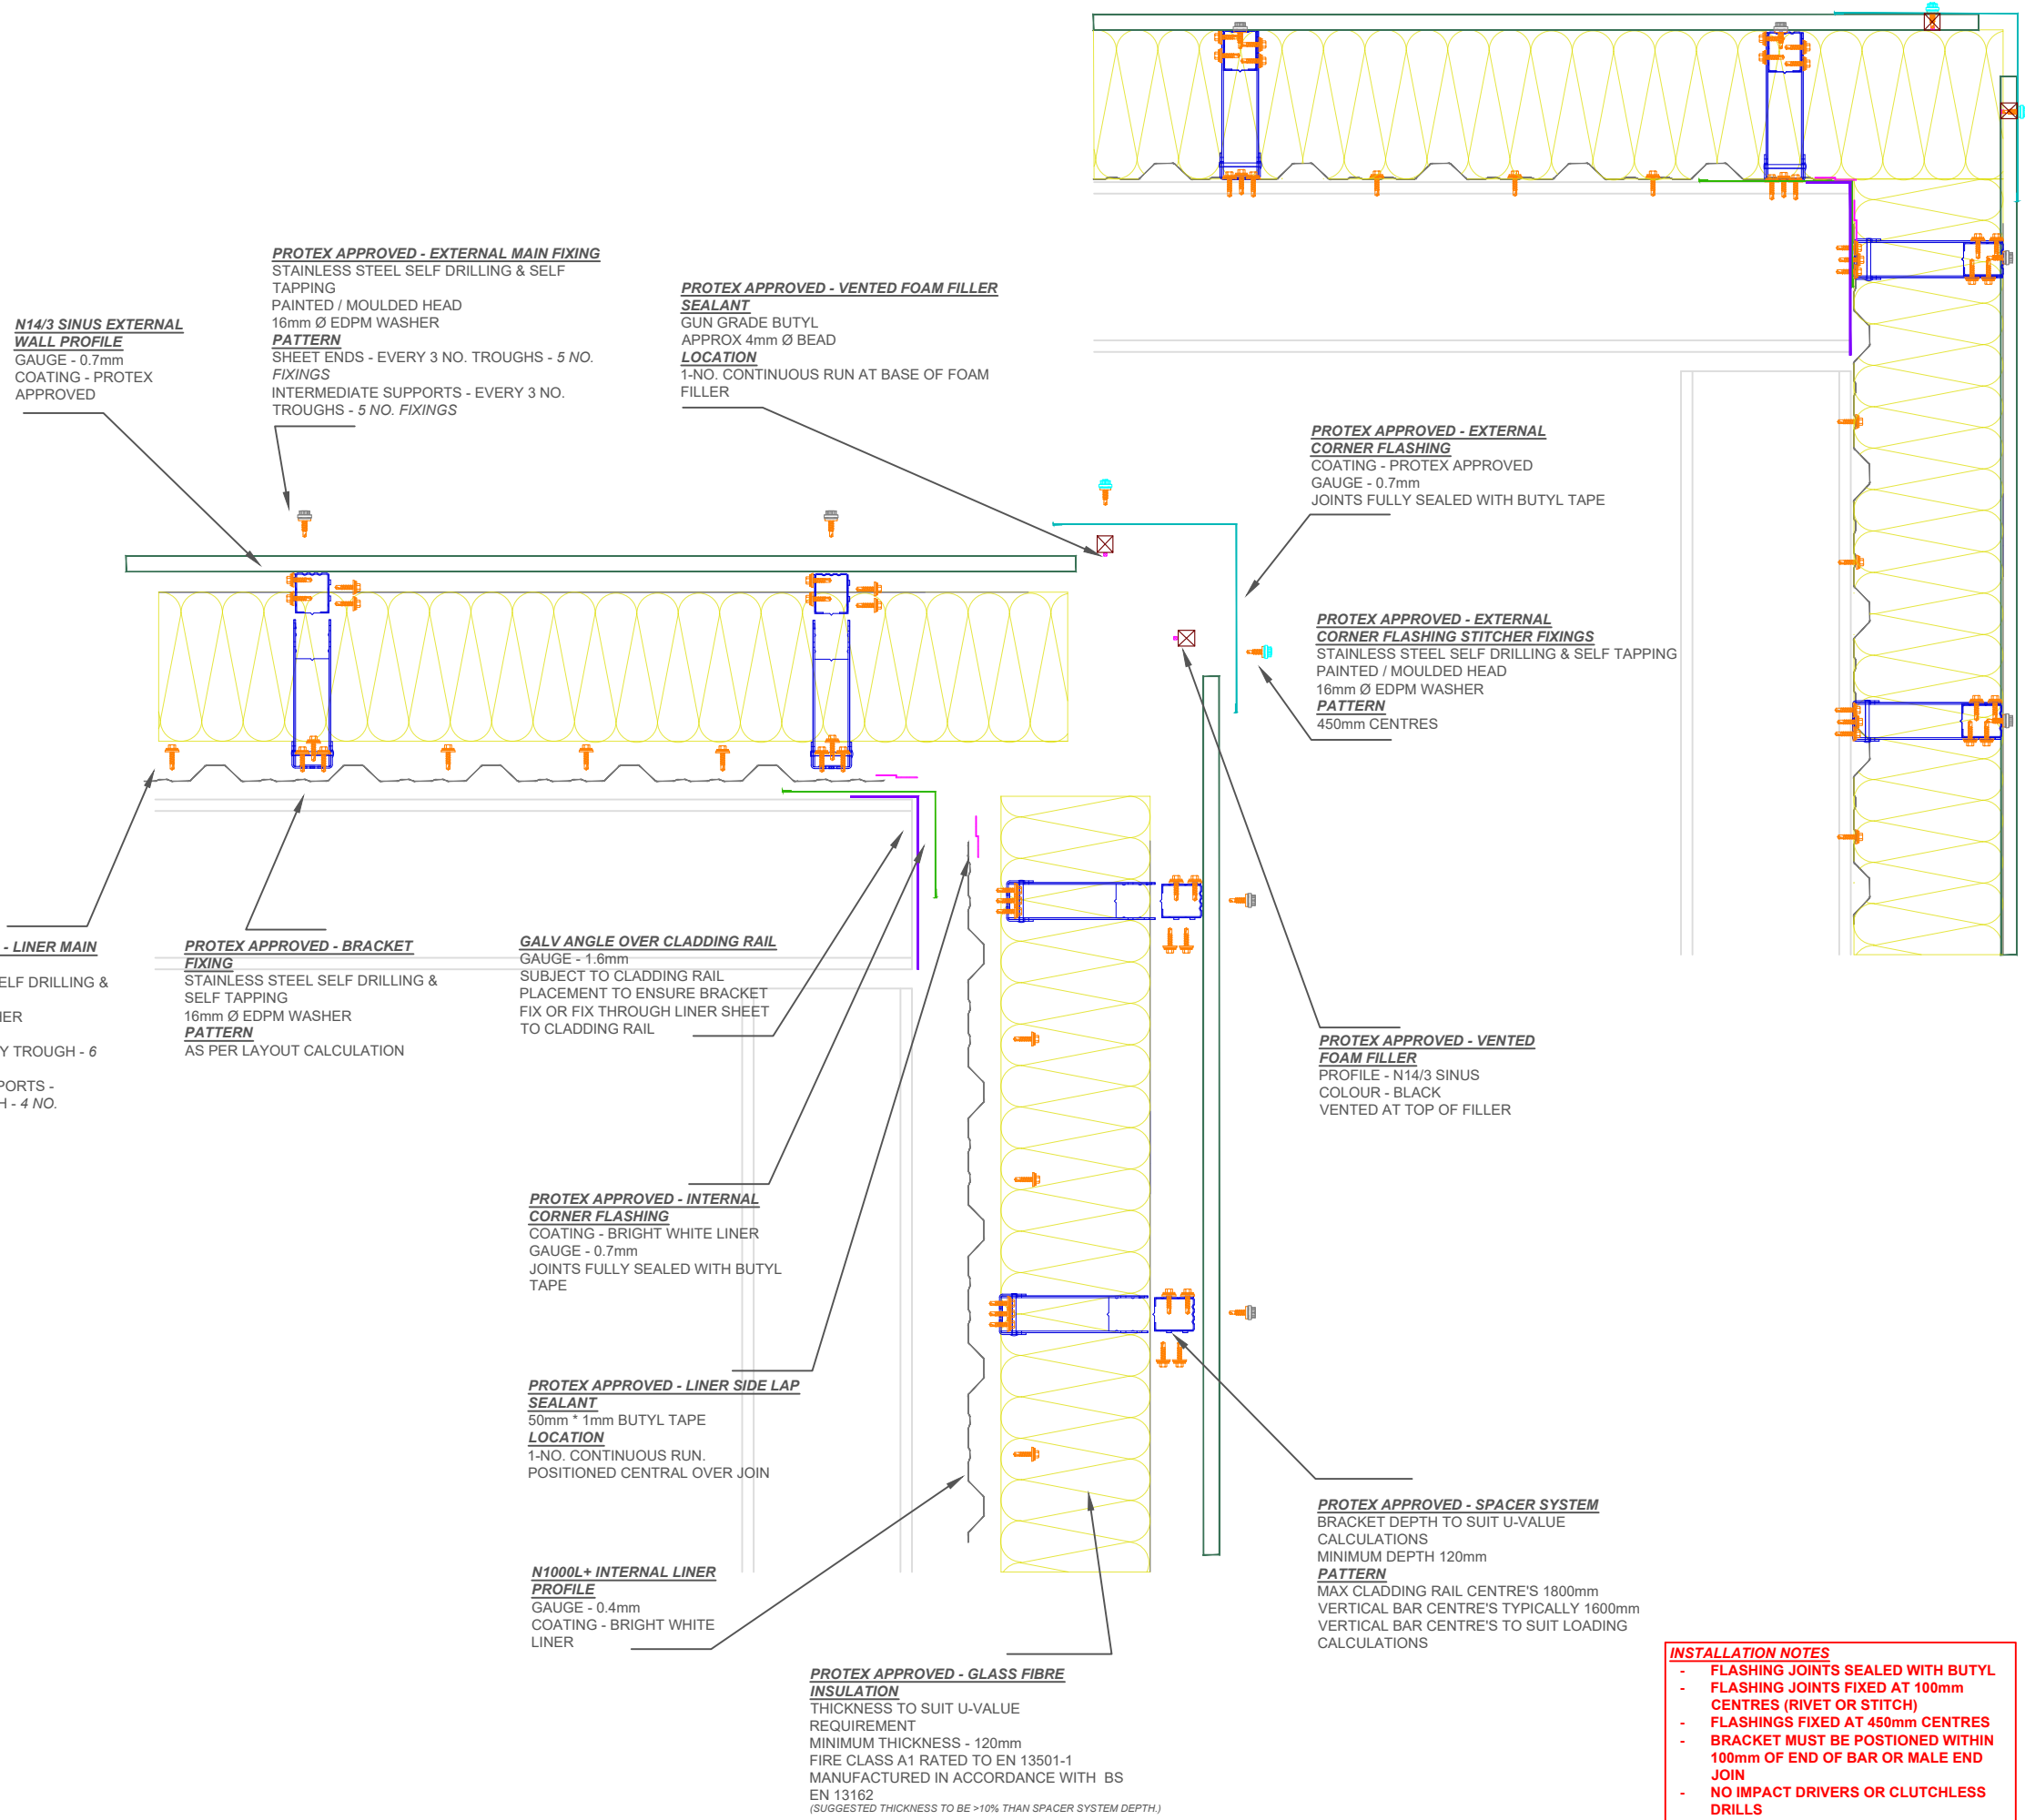 PROTEX APPROVED - EXTERNAL MAIN FIXING
STAINLESS STEEL SELF DRILLING & SELF
TAPPING
PAINTED / MOULDED HEAD
16mm Ø EDPM WASHER
PATTERN
SHEET ENDS - EVERY 3 NO. TROUGHS - 5 NO.
FIXINGS
INTERMEDIATE SUPPORTS - EVERY 3 NO.
TROUGHS - 5 NO. FIXINGS
PROTEX APPROVED - VENTED FOAM FILLER
SEALANT
GUN GRADE BUTYL
APPROX 4mm Ø BEAD
LOCATION
1-NO. CONTINUOUS RUN AT BASE OF FOAM
FILLER
N14/3 SINUS EXTERNAL
WALL PROFILE
GAUGE - 0.7mm
COATING - PROTEX
APPROVED
PROTEX APPROVED - EXTERNAL
CORNER FLASHING
COATING - PROTEX APPROVED
GAUGE - 0.7mm
JOINTS FULLY SEALED WITH BUTYL TAPE
PROTEX APPROVED - EXTERNAL
CORNER FLASHING STITCHER FIXINGS
STAINLESS STEEL SELF DRILLING & SELF TAPPING
PAINTED / MOULDED HEAD
16mm Ø EDPM WASHER
PATTERN
450mm CENTRES
- LINER MAIN
ELF DRILLING &
HER
Y TROUGH - 6
PORTS -
H - 4 NO.
PROTEX APPROVED - BRACKET
FIXING
STAINLESS STEEL SELF DRILLING &
SELF TAPPING
16mm Ø EDPM WASHER
PATTERN
AS PER LAYOUT CALCULATION
GALV ANGLE OVER CLADDING RAIL
GAUGE - 1.6mm
SUBJECT TO CLADDING RAIL
PLACEMENT TO ENSURE BRACKET
FIX OR FIX THROUGH LINER SHEET
TO CLADDING RAIL
PROTEX APPROVED - VENTED
FOAM FILLER
PROFILE - N14/3 SINUS
COLOUR - BLACK
VENTED AT TOP OF FILLER
PROTEX APPROVED - INTERNAL
CORNER FLASHING
COATING - BRIGHT WHITE LINER
GAUGE - 0.7mm
JOINTS FULLY SEALED WITH BUTYL
TAPE
PROTEX APPROVED - LINER SIDE LAP
SEALANT
50mm * 1mm BUTYL TAPE
LOCATION
1-NO. CONTINUOUS RUN.
POSITIONED CENTRAL OVER JOIN
PROTEX APPROVED - SPACER SYSTEM
BRACKET DEPTH TO SUIT U-VALUE
CALCULATIONS
MINIMUM DEPTH 120mm
PATTERN
MAX CLADDING RAIL CENTRE'S 1800mm
VERTICAL BAR CENTRE'S TYPICALLY 1600mm
VERTICAL BAR CENTRE'S TO SUIT LOADING
CALCULATIONS
N1000L+ INTERNAL LINER
PROFILE
GAUGE - 0.4mm
COATING - BRIGHT WHITE
LINER
PROTEX APPROVED - GLASS FIBRE
INSULATION
THICKNESS TO SUIT U-VALUE
REQUIREMENT
MINIMUM THICKNESS - 120mm
FIRE CLASS A1 RATED TO EN 13501-1
MANUFACTURED IN ACCORDANCE WITH BS
EN 13162
(SUGGESTED THICKNESS TO BE >10% THAN SPACER SYSTEM DEPTH.)
INSTALLATION NOTES
- FLASHING JOINTS SEALED WITH BUTYL
- FLASHING JOINTS FIXED AT 100mm
CENTRES (RIVET OR STITCH)
- FLASHINGS FIXED AT 450mm CENTRES
- BRACKET MUST BE POSTIONED WITHIN
100mm OF END OF BAR OR MALE END
JOIN
- NO IMPACT DRIVERS OR CLUTCHLESS
DRILLS